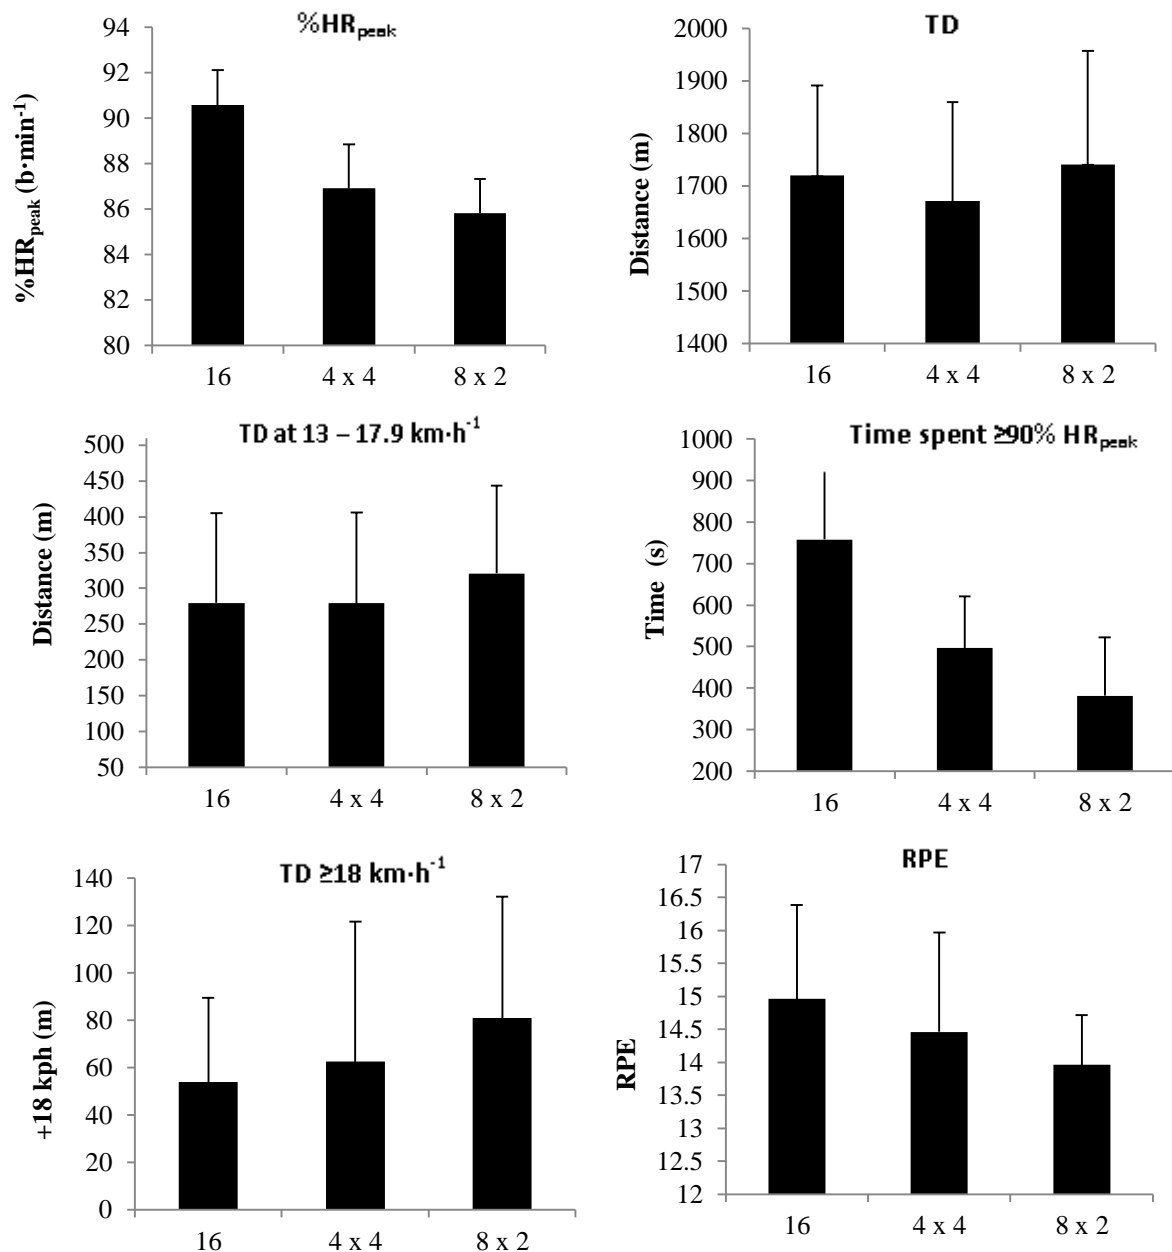 %HRpeak
%HRpeak (b·min-1)
94
92
90
88
86
84
82
80
16 4 x 4 8 x 2
TD
Distance (m)
2000
1900
1800
1700
1600
1500
1400
16 4 x 4 8 x 2
TD at 13 – 17.9 km·h-1
Distance (m)
500
450
400
350
300
250
200
150
100
50
16 4 x 4 8 x 2
Time spent ≥90% HRpeak
Time (s)
1000
900
800
700
600
500
400
300
200
16 4 x 4 8 x 2
TD ≥18 km·h-1
+18 kph (m)
140
120
100
80
60
40
20
0
16 4 x 4 8 x 2
RPE
RPE
17
16.5
16
15.5
15
14.5
14
13.5
13
12.5
12
16 4 x 4 8 x 2